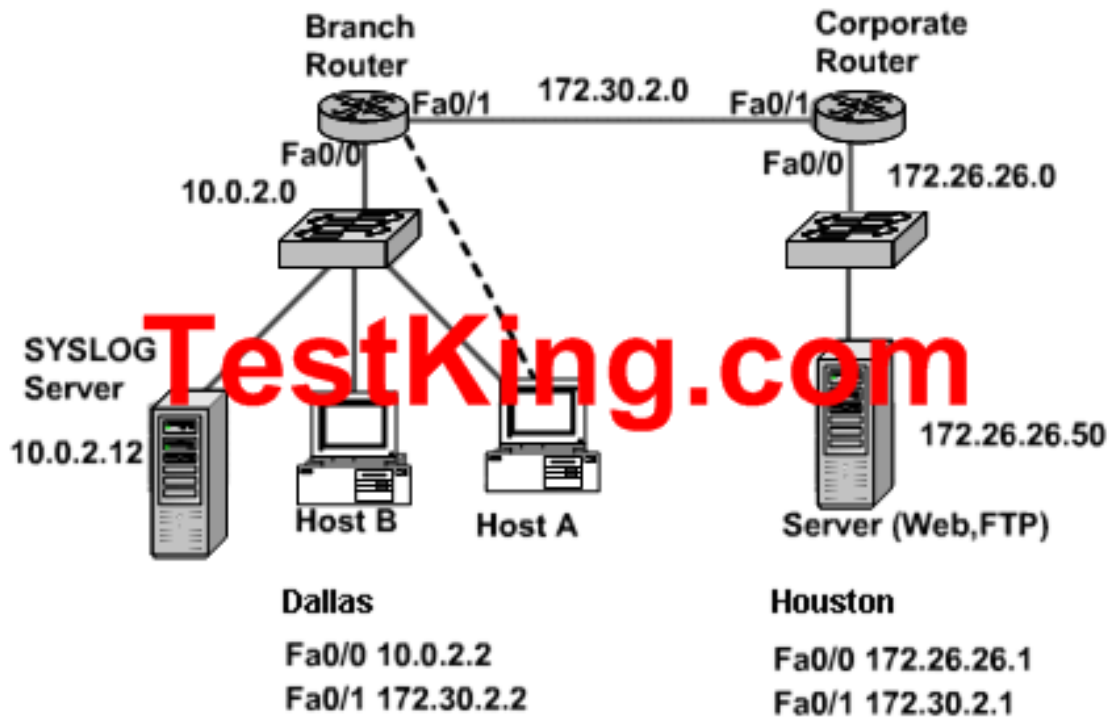 Branch
Router
Corporate
Router
Fa0/1
172.30.2.0
Fa0/1
Fa0/0
Fa0/0
10.0.2.0
172.26.26.0
TestKing.com
SYSLOG
Server
10.0.2.12
172.26.26.50
Host B
Host A
Server (Web,FTP)
Dallas
Houston
Fa0/0 10.0.2.2
Fa0/0 172.26.26.1
Fa0/1 172.30.2.2
Fa0/1 172.30.2.1